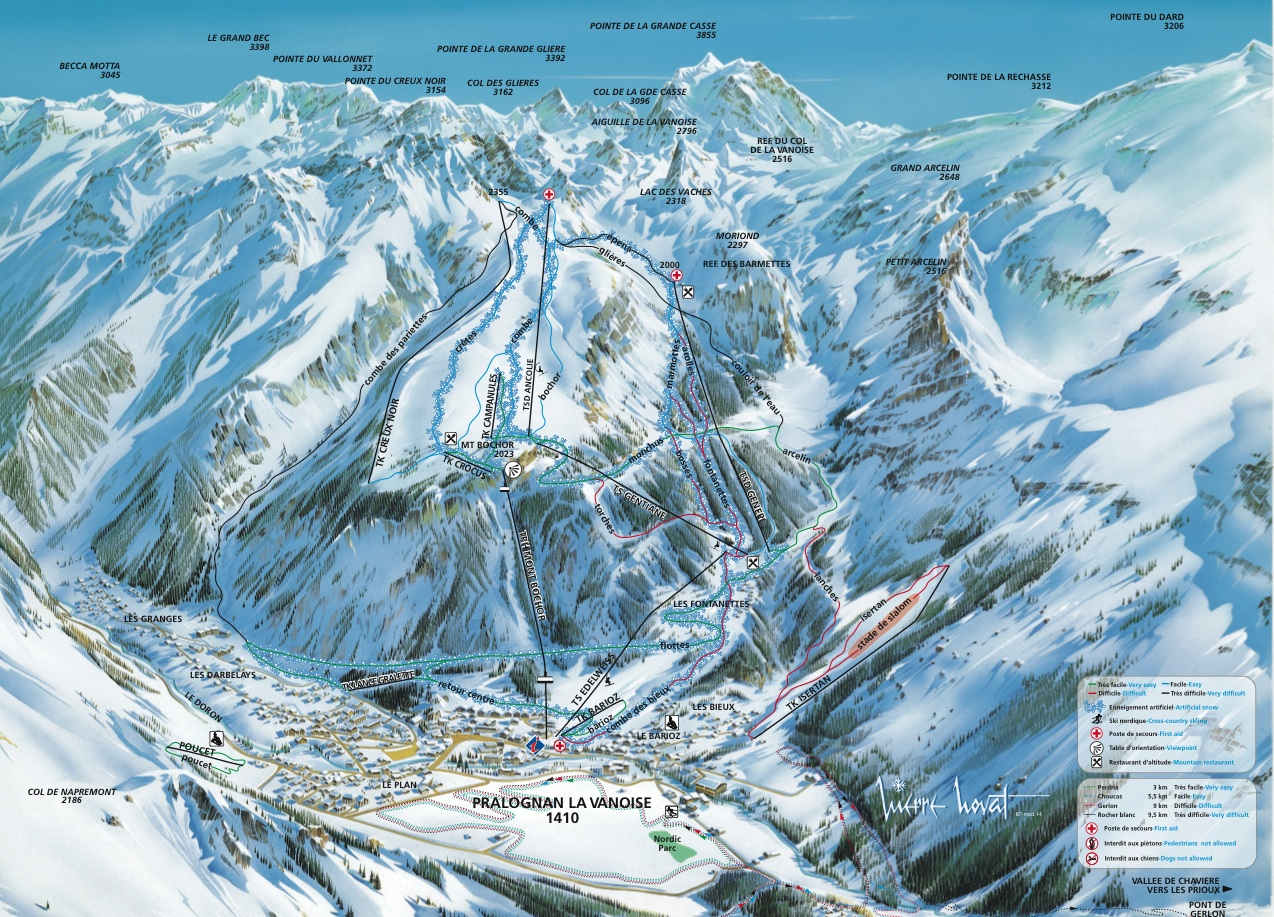 POINTE DU DARD
3206
POINTE DE LA GRANDE CASSE
3855
LE GRAND BEC
3398
POINTE DE LA GRANDE GLIERE
3392
POINTE DU VALLONNET
3372
BECCA MOTTA
3045
POINTE DU CREUX NOIR
3154
COL DES GLIERES
3162
COL DE LA GDE CASSE
3096
POINTE DE LA RECHASSE
3212
AIGUILLE DE LA VANOISE
2796
REF DU COL
DE LA VANOISE
2516
GRAND ARCELIN
2648
2355
LAC DES VACHES
2318
combe
MORIOND
2297
epena
glières
2000
REF DES BARMETTES
PETIT ARCELIN
2516
combe des pariettes
crêtes
combe
TK CAMPANULES
TSD ANCOLIE
bochor
marmottes
arolles
couloir de l'eau
TK CREUX NOIR
MT BOCHOR
2023
TK CROCUS
monchus
arcelin
bosses
fontanettes
TSD GENEPI
TS GENTIANE
torches
TPH MONT BOCHOR
hanches
LES FONTANETTES
isertan
stade de slalom
LES GRANGES
flottes
LES DARBELAYS
retour centre
TS EDELWEISS
TK BARIOZ
barioz
combe des bieux
TK ISERTAN
LE DORON
LES BIEUX
LE BARIOZ
POUCET
poucet
LE PLAN
COL DE NAPREMONT
2186
PRALOGNAN LA VANOISE
1410
Nordic
Parc
Pierre Novat
87-mod.14
Très facile-Very easy
Facile-Easy
Difficile-Difficult
Très difficile-Very difficult
Enneigement artificiel-Artificial snow
Ski nordique-Cross-country skiing
Poste de secours-First aid
Table d'orientation-Viewpoint
Restaurant d'altitude-Mountain restaurant
Perdrix 3 km Très facile-Very easy
Choucas 5,5 km Facile-Easy
Gerlon 9 km Difficile-Difficult
Rocher blanc 9,5 km Très difficile-Very difficult
Poste de secours-First aid
Interdit aux piétons-Pedestrians not allowed
Interdit aux chiens-Dogs not allowed
VALLEE DE CHAVIERE
VERS LES PRIOUX
PONT DE
GERLON